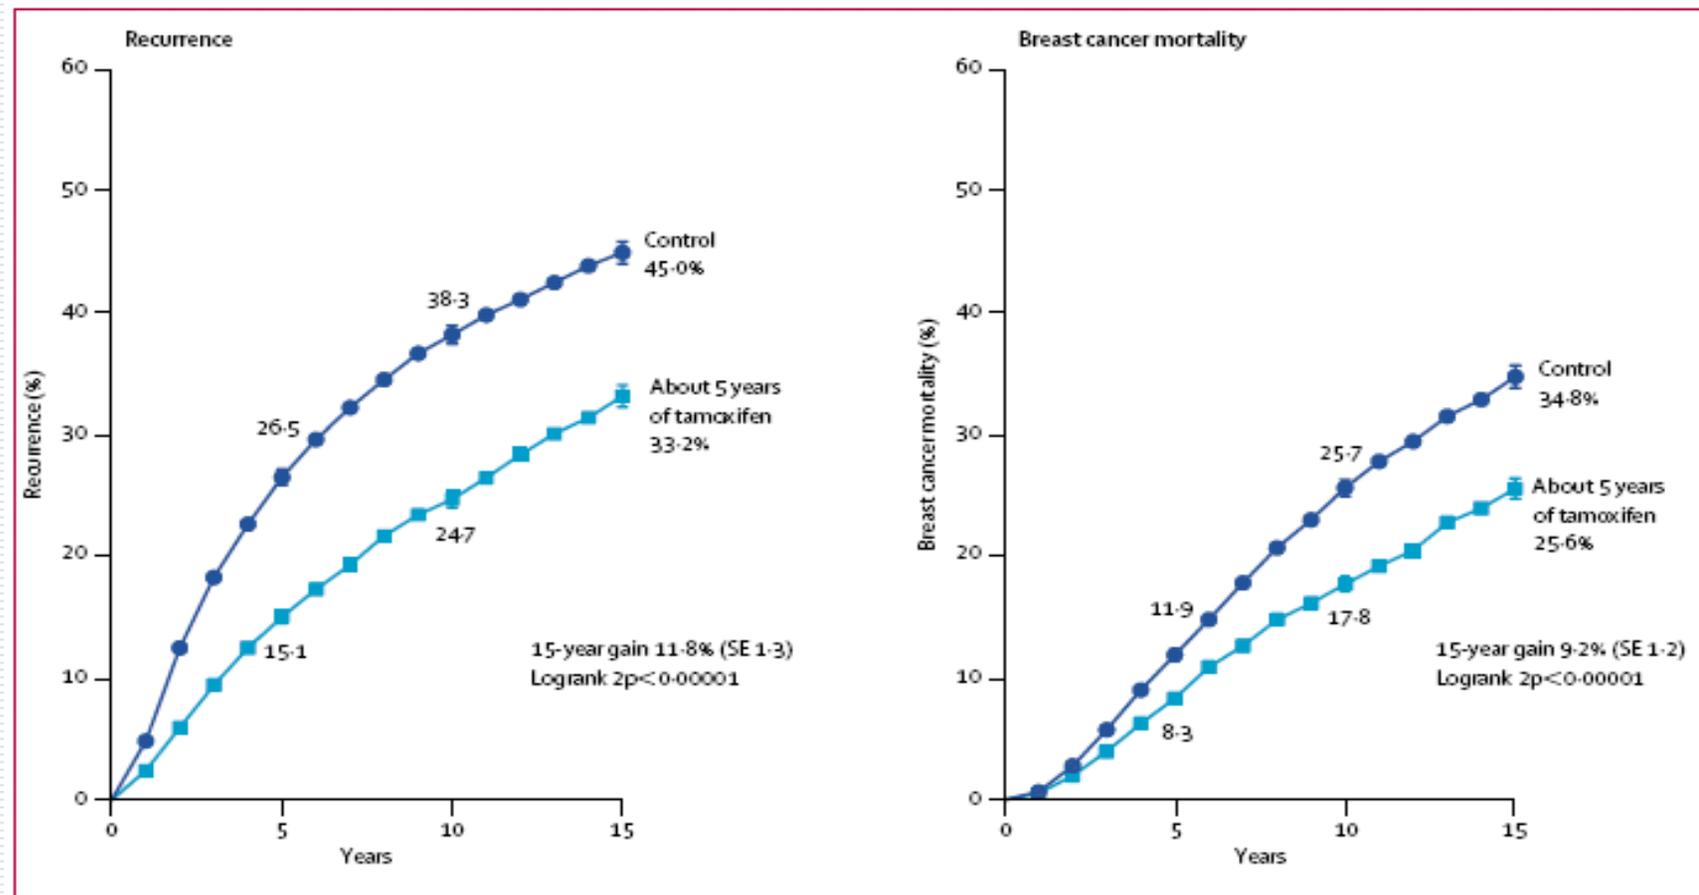 Recurrence
60
50
40
30
20
10
0
Recurrence (%)
0
5
10
15
Years
26·5
38·3
Control
45·0%
15·1
24·7
About 5 years
of tamoxifen
33·2%
15-year gain 11·8% (SE 1·3)
Logrank 2p<0·00001
Breast cancer mortality
60
50
40
30
20
10
0
Breast cancer mortality (%)
0
5
10
15
Years
11·9
25·7
Control
34·8%
8·3
17·8
About 5 years
of tamoxifen
25·6%
15-year gain 9·2% (SE 1·2)
Logrank 2p<0·00001